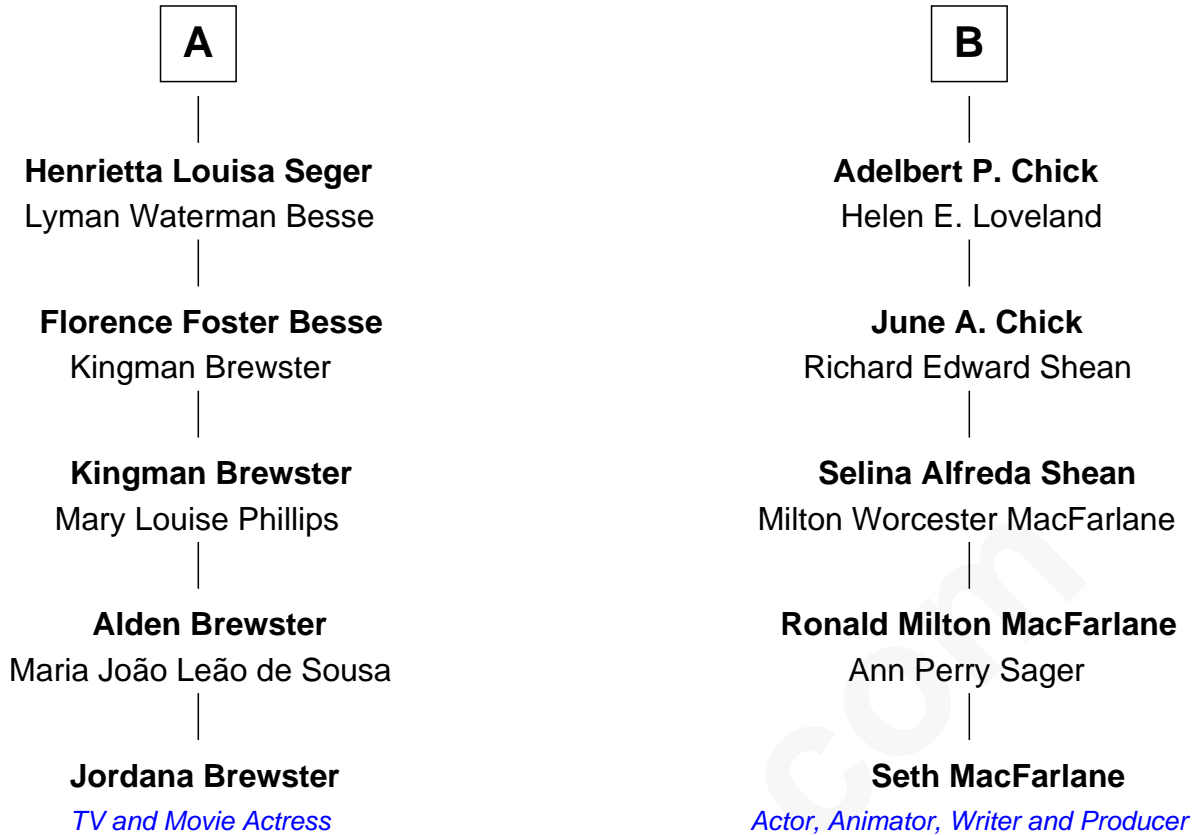 A
B
Henrietta Louisa Seger
Lyman Waterman Besse
Adelbert P. Chick
Helen E. Loveland
Florence Foster Besse
Kingman Brewster
June A. Chick
Richard Edward Shean
Kingman Brewster
Mary Louise Phillips
Selina Alfreda Shean
Milton Worcester MacFarlane
Alden Brewster
Maria João Leão de Sousa
Ronald Milton MacFarlane
Ann Perry Sager
Jordana Brewster
TV and Movie Actress
Seth MacFarlane
Actor, Animator, Writer and Producer
com